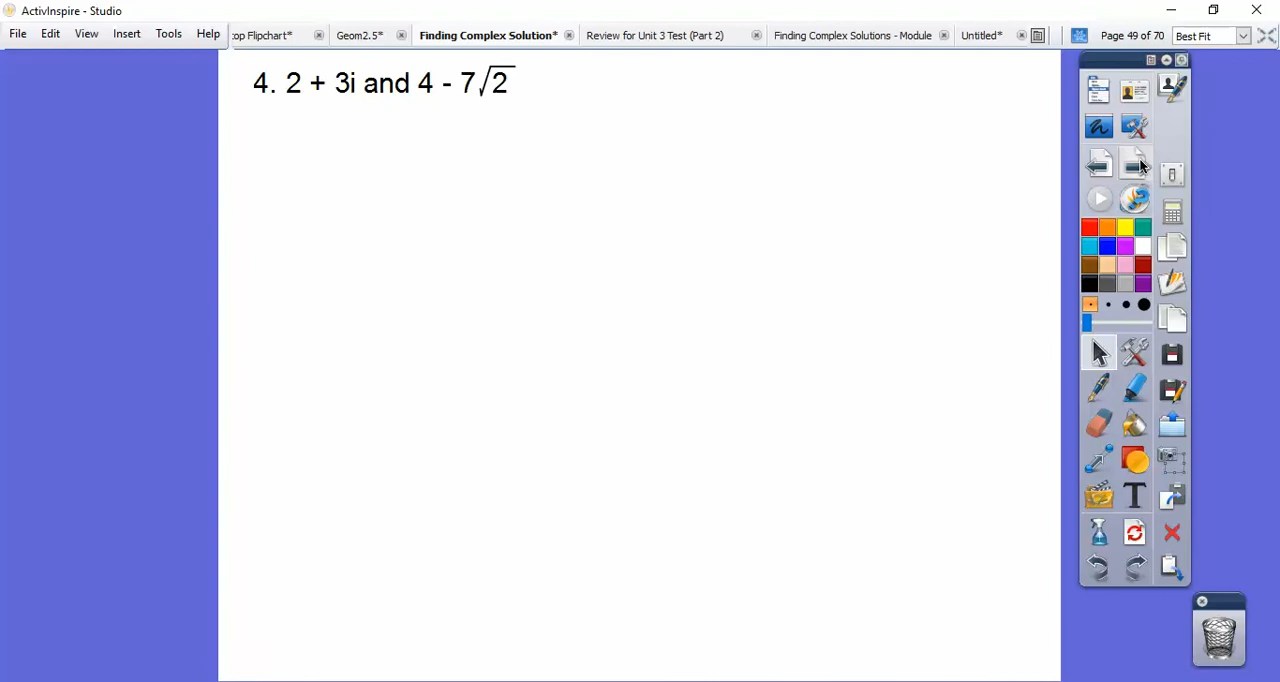 ActivInspire - Studio
File Edit View Insert Tools Help
op Flipchart* Geom2.5* Finding Complex Solution* Review for Unit 3 Test (Part 2) Finding Complex Solutions - Module Untitled* Page 49 of 70 Best Fit
4. 2 + 3i and 4 - 7√2